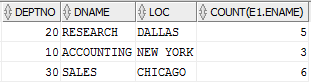 DEPTNO DNAME LOC COUNT(E1.ENAME)
20 RESEARCH DALLAS 5
10 ACCOUNTING NEW YORK 3
30 SALES CHICAGO 6